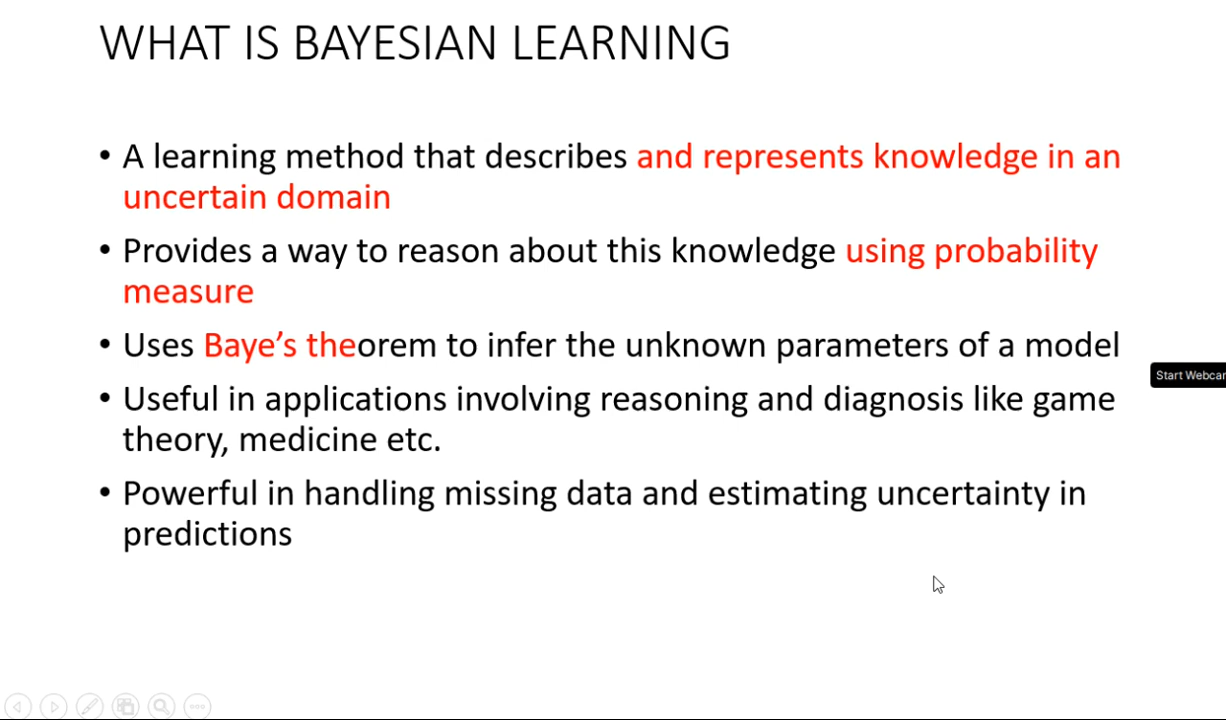 WHAT IS BAYESIAN LEARNING
• A learning method that describes and represents knowledge in an
uncertain domain
• Provides a way to reason about this knowledge using probability
measure
• Uses Baye’s theorem to infer the unknown parameters of a model
Start Webcar
• Useful in applications involving reasoning and diagnosis like game
theory, medicine etc.
• Powerful in handling missing data and estimating uncertainty in
predictions